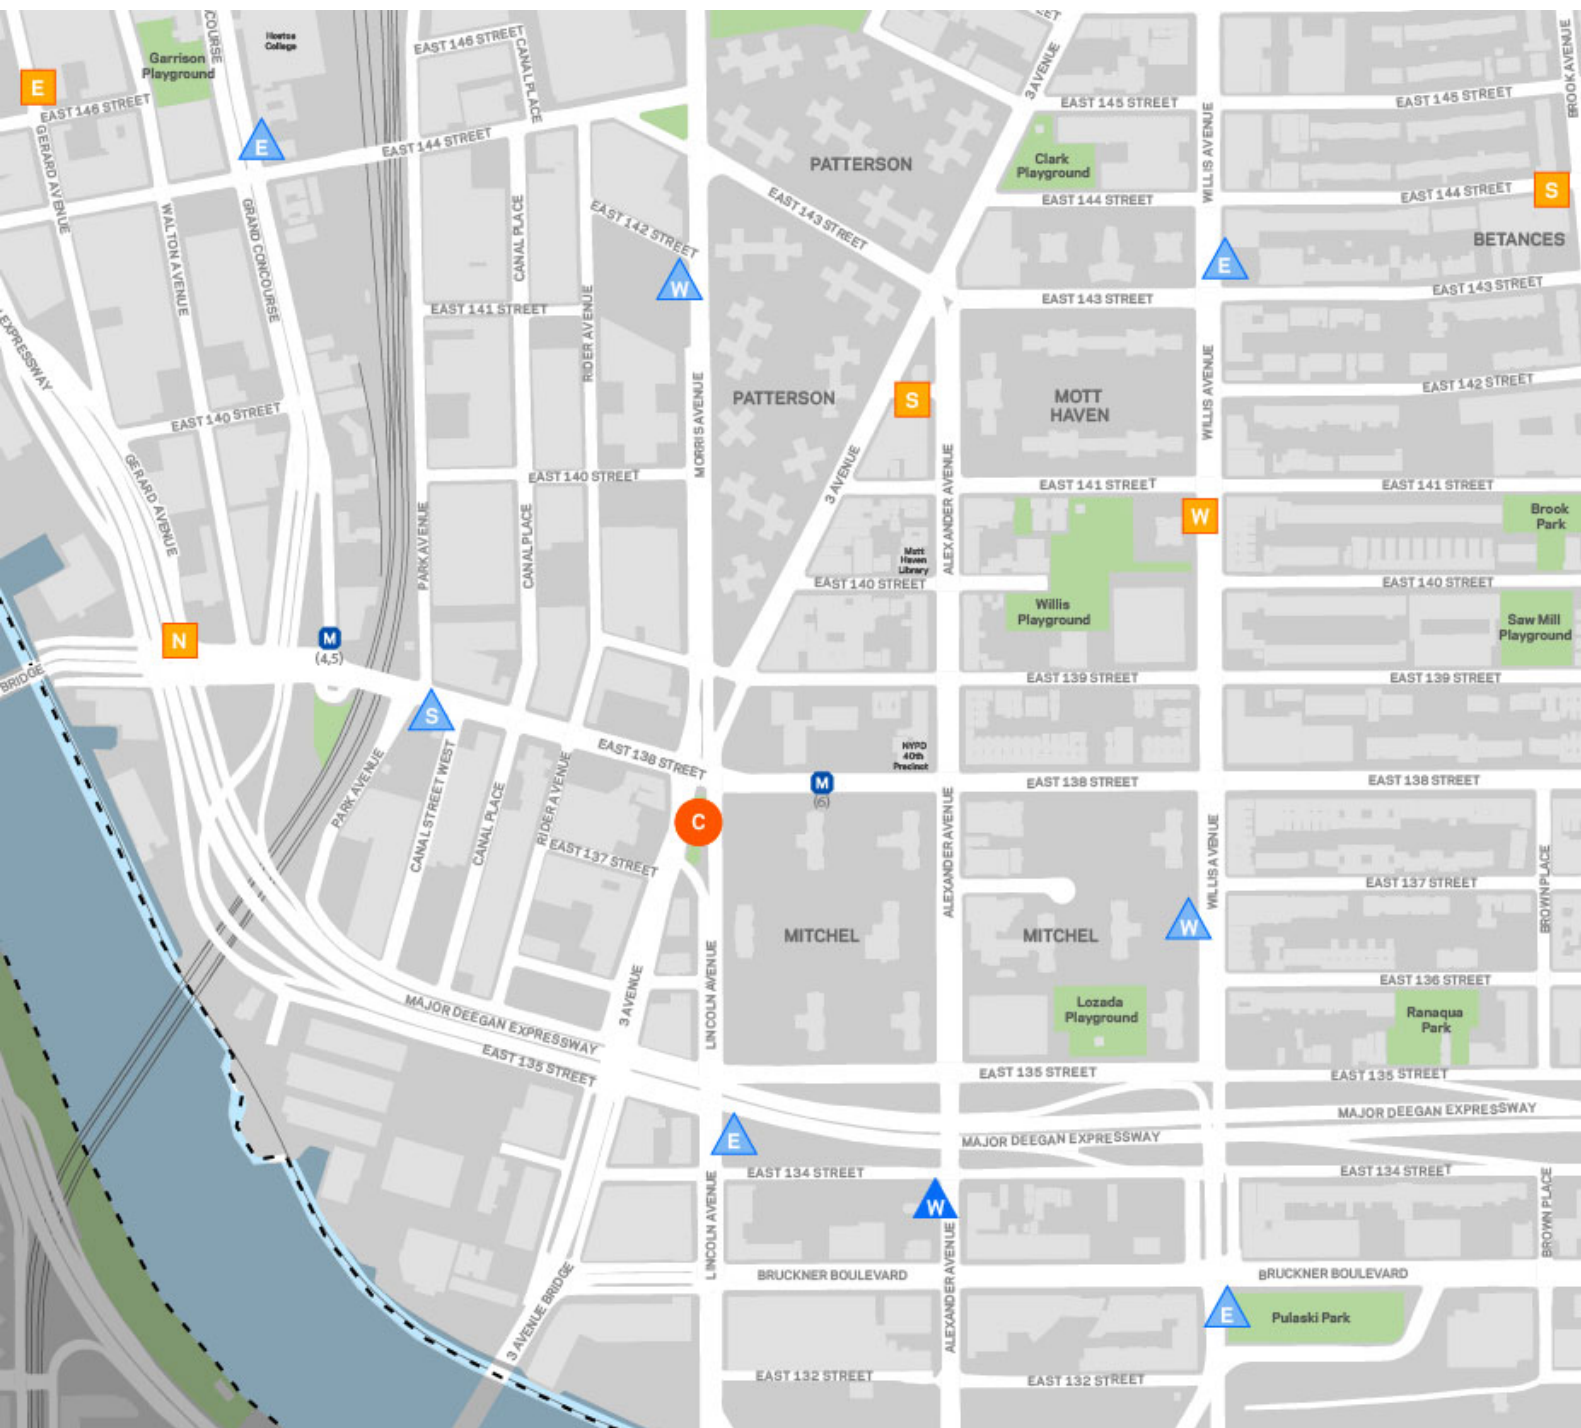 EAST 146 STREET
CANAL PLACE
Hostos
College
Garrison
Playground
E
EAST 146 STREET
GERARD AVENUE
E
EAST 144 STREET
3 AVENUE
EAST 145 STREET
EAST 145 STREET
BROOK AVENUE
WILLIS AVENUE
PATTERSON
Clark
Playground
EAST 144 STREET
EAST 144 STREET
S
WALTON AVENUE
GRAND CONCOURSE
CANAL PLACE
EAST 142 STREET
EAST 143 STREET
BETANCES
W
E
EAST 143 STREET
EAST 143 STREET
EAST 141 STREET
RIDER AVENUE
EXPRESSWAY
MORRIS AVENUE
PATTERSON
S
MOTT
HAVEN
WILLIS AVENUE
EAST 142 STREET
EAST 140 STREET
GERARD AVENUE
EAST 140 STREET
3 AVENUE
ALEXANDER AVENUE
EAST 141 STREET
EAST 141 STREET
PARK AVENUE
CANAL PLACE
W
Brook
Park
Mott
Haven
Library
EAST 140 STREET
EAST 140 STREET
Willis
Playground
Saw Mill
Playground
N
M
(4,5)
BRIDGE
EAST 139 STREET
EAST 139 STREET
S
EAST 138 STREET
NYPD
40th
Precinct
M
(6)
EAST 138 STREET
EAST 138 STREET
PARK AVENUE
CANAL STREET WEST
CANAL PLACE
RIDER AVENUE
C
EAST 137 STREET
ALEXANDER AVENUE
WILLIS AVENUE
EAST 137 STREET
BROWN PLACE
MITCHEL
MITCHEL
W
3 AVENUE
LINCOLN AVENUE
EAST 136 STREET
MAJOR DEEGAN EXPRESSWAY
Lozada
Playground
Ranaqua
Park
EAST 135 STREET
EAST 135 STREET
EAST 135 STREET
MAJOR DEEGAN EXPRESSWAY
MAJOR DEEGAN EXPRESSWAY
E
EAST 134 STREET
EAST 134 STREET
W
LINCOLN AVENUE
ALEXANDER AVENUE
BROWN PLACE
BRUCKNER BOULEVARD
BRUCKNER BOULEVARD
3 AVENUE BRIDGE
E
Pulaski Park
EAST 132 STREET
EAST 132 STREET